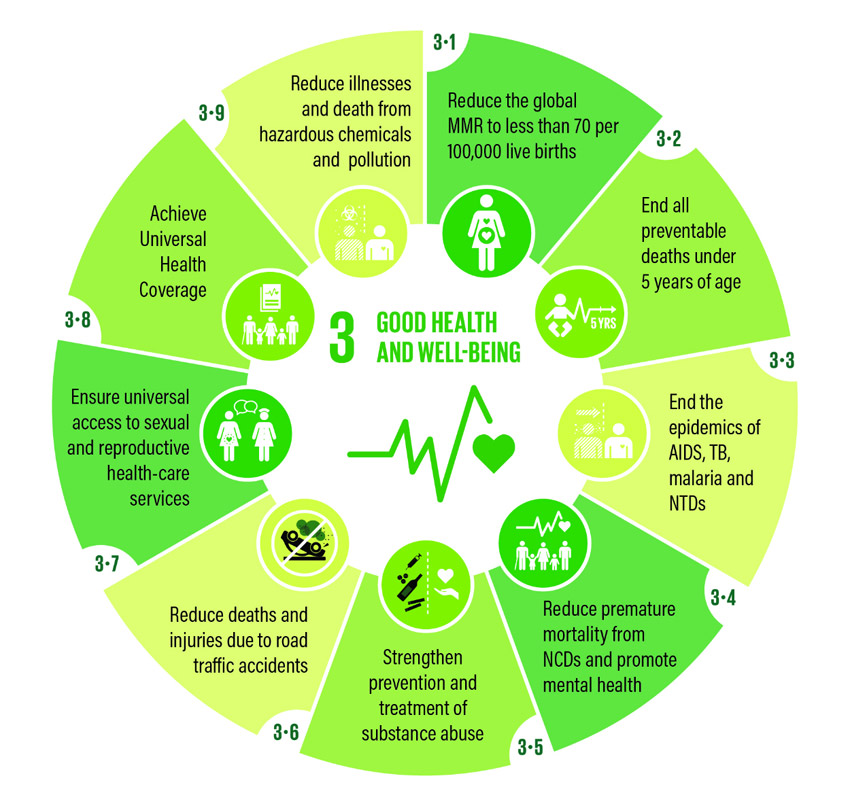 3
GOOD HEALTH
AND WELL-BEING
3•1
Reduce the global
MMR to less than 70 per
100,000 live births
3•2
End all
preventable
deaths under
5 years of age
5 YRS
3•3
End the
epidemics of
AIDS, TB,
malaria and
NTDs
3•4
Reduce premature
mortality from
NCDs and promote
mental health
3•5
Strengthen
prevention and
treatment of
substance abuse
3•6
Reduce deaths and
injuries due to road
traffic accidents
3•7
Ensure universal
access to sexual
and reproductive
health-care
services
3•8
Achieve
Universal
Health
Coverage
3•9
Reduce illnesses
and death from
hazardous chemicals
and pollution